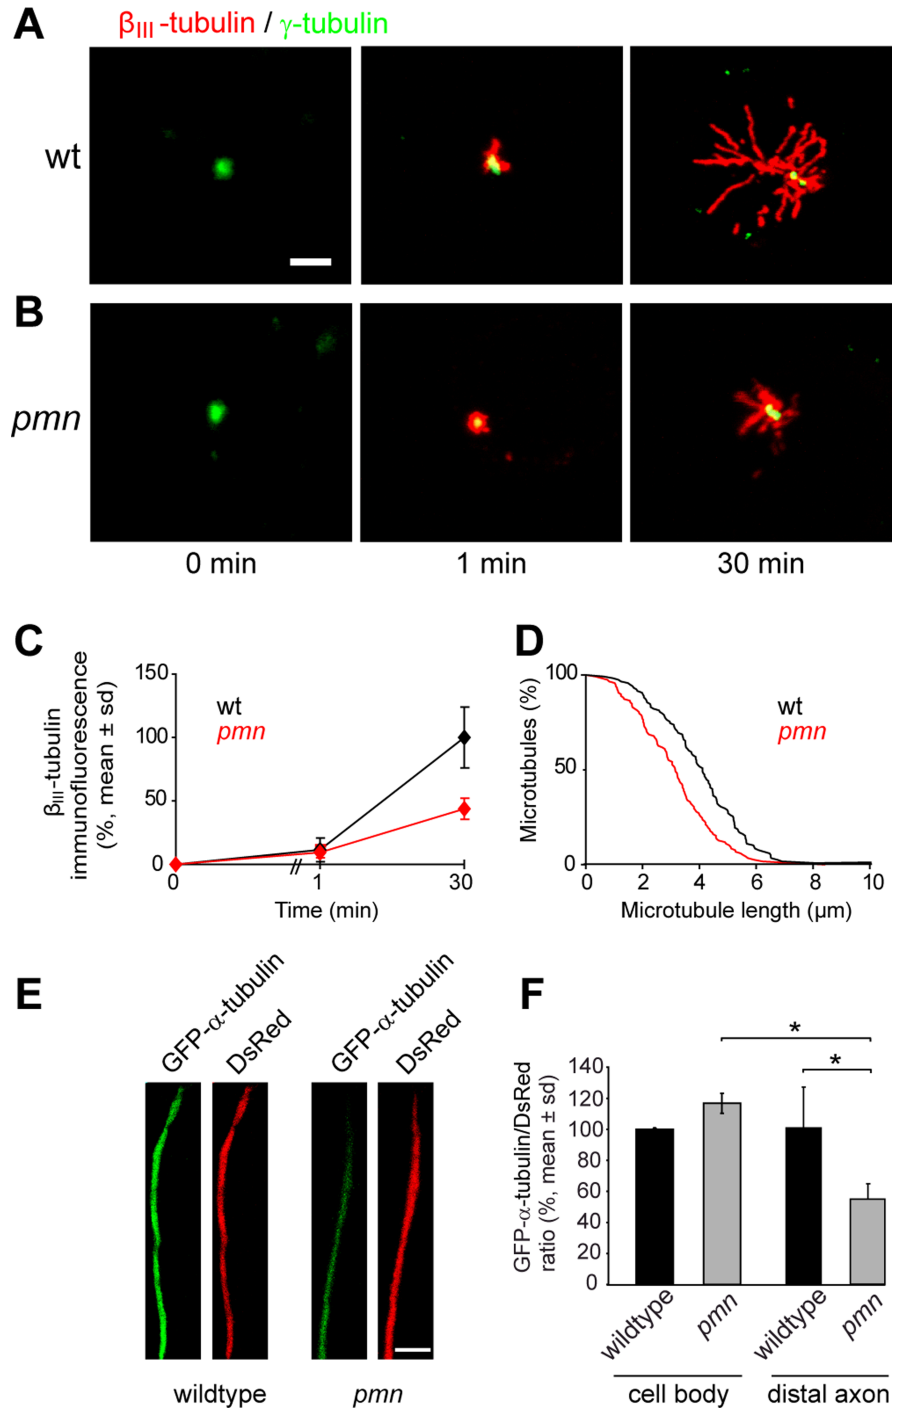 A
βIII-tubulin / γ-tubulin
wt
B
pmn
0 min
1 min
30 min
C
βIII-tubulin
immunofluorescence
(%, mean ± sd)
150
100
50
0
wt
pmn
0
//
1
30
Time (min)
D
Microtubules (%)
100
50
0
wt
pmn
0
2
4
6
8
10
Microtubule length (µm)
E
GFP-α-tubulin
DsRed
GFP-α-tubulin
DsRed
wildtype
pmn
F
GFP-α-tubulin/DsRed
ratio (%, mean ± sd)
140
120
100
80
60
40
20
0
*
*
wildtype
pmn
wildtype
pmn
cell body
distal axon